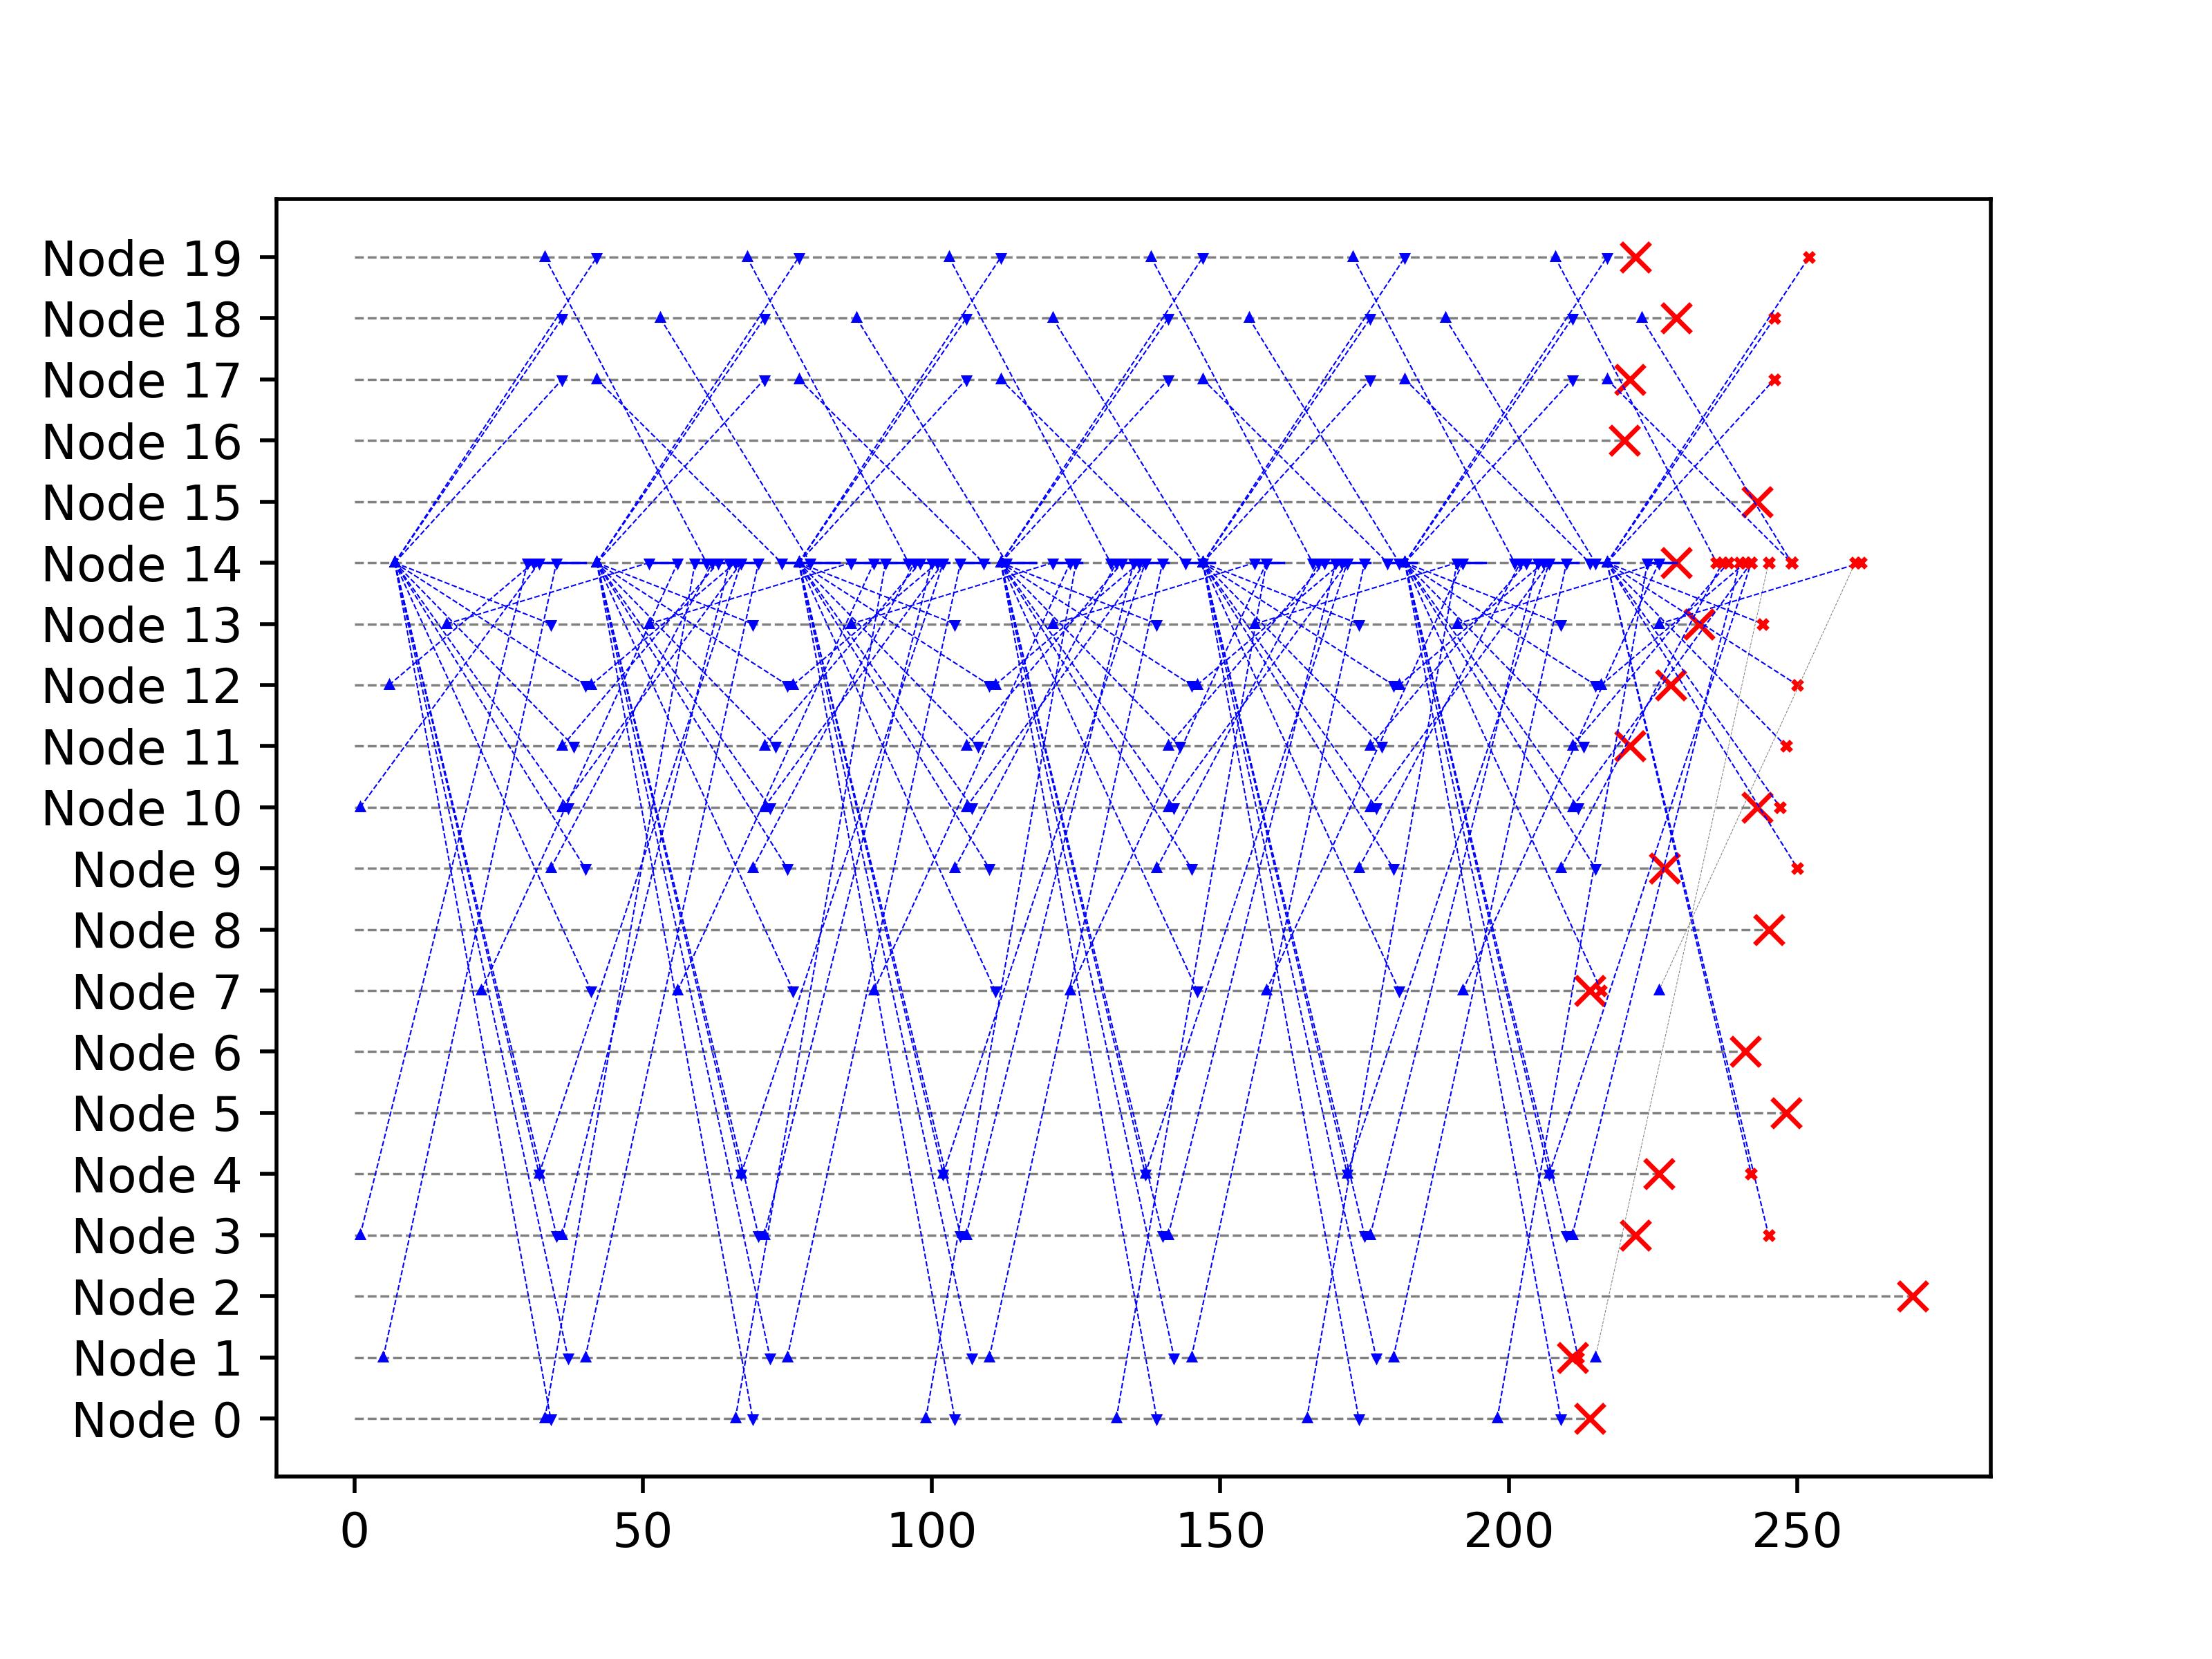 Node 19
Node 18
Node 17
Node 16
Node 15
Node 14
Node 13
Node 12
Node 11
Node 10
Node 9
Node 8
Node 7
Node 6
Node 5
Node 4
Node 3
Node 2
Node 1
Node 0
0 50 100 150 200 250